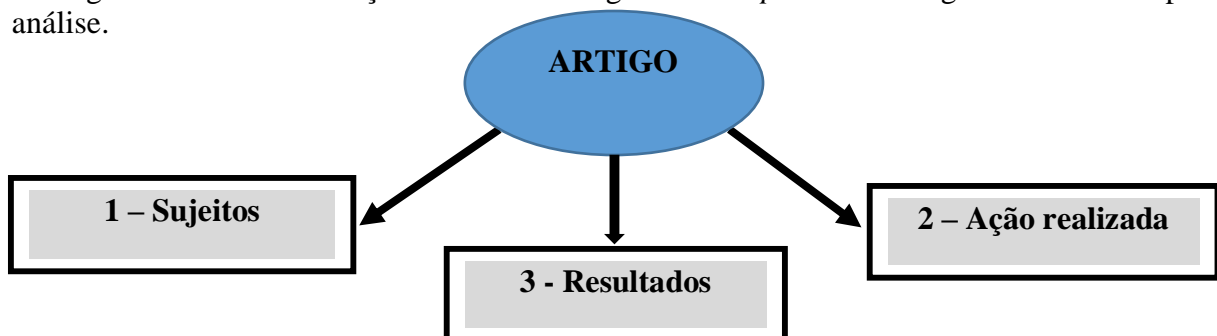 análise.
ARTIGO
1 – Sujeitos
2 – Ação realizada
3 - Resultados